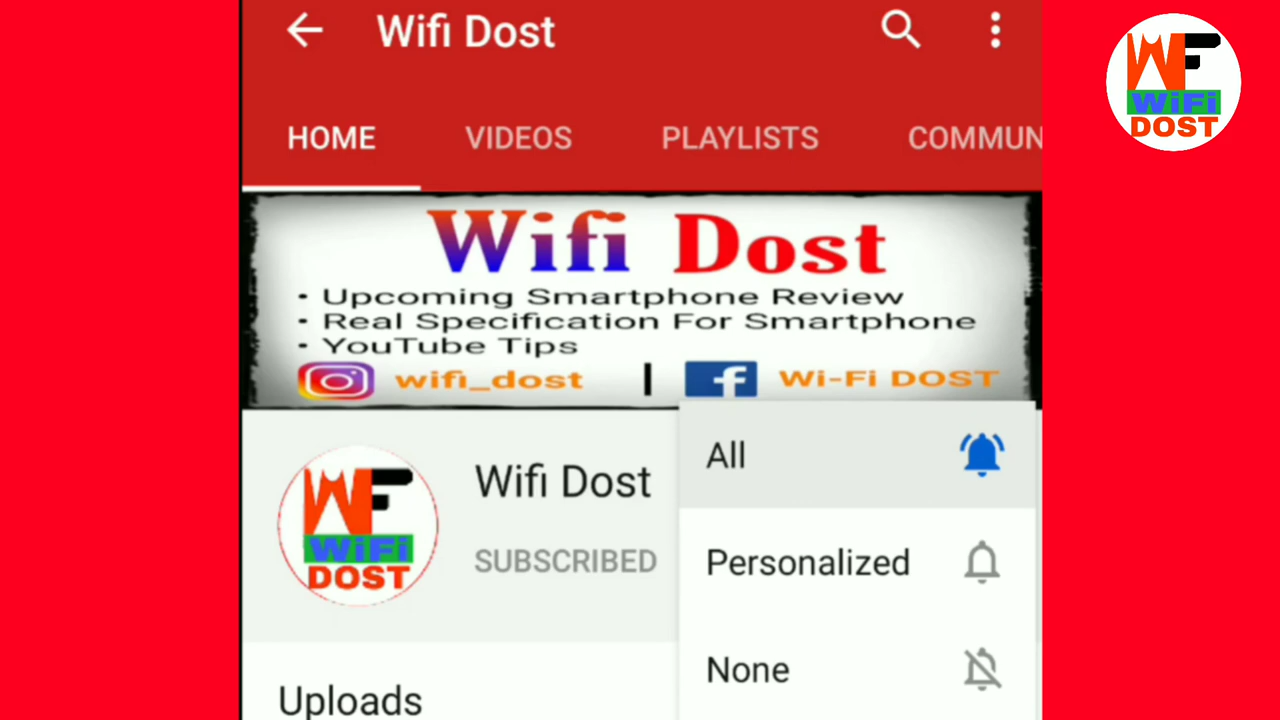 Wifi Dost
HOME VIDEOS PLAYLISTS COMMUN
WF
WiFi
DOST
Wifi Dost
• Upcoming Smartphone Review
• Real Specification For Smartphone
• YouTube Tips
wifi_dost | Wi-Fi DOST
WF
WiFi
DOST
Wifi Dost
SUBSCRIBED
All
Personalized
None
Uploads